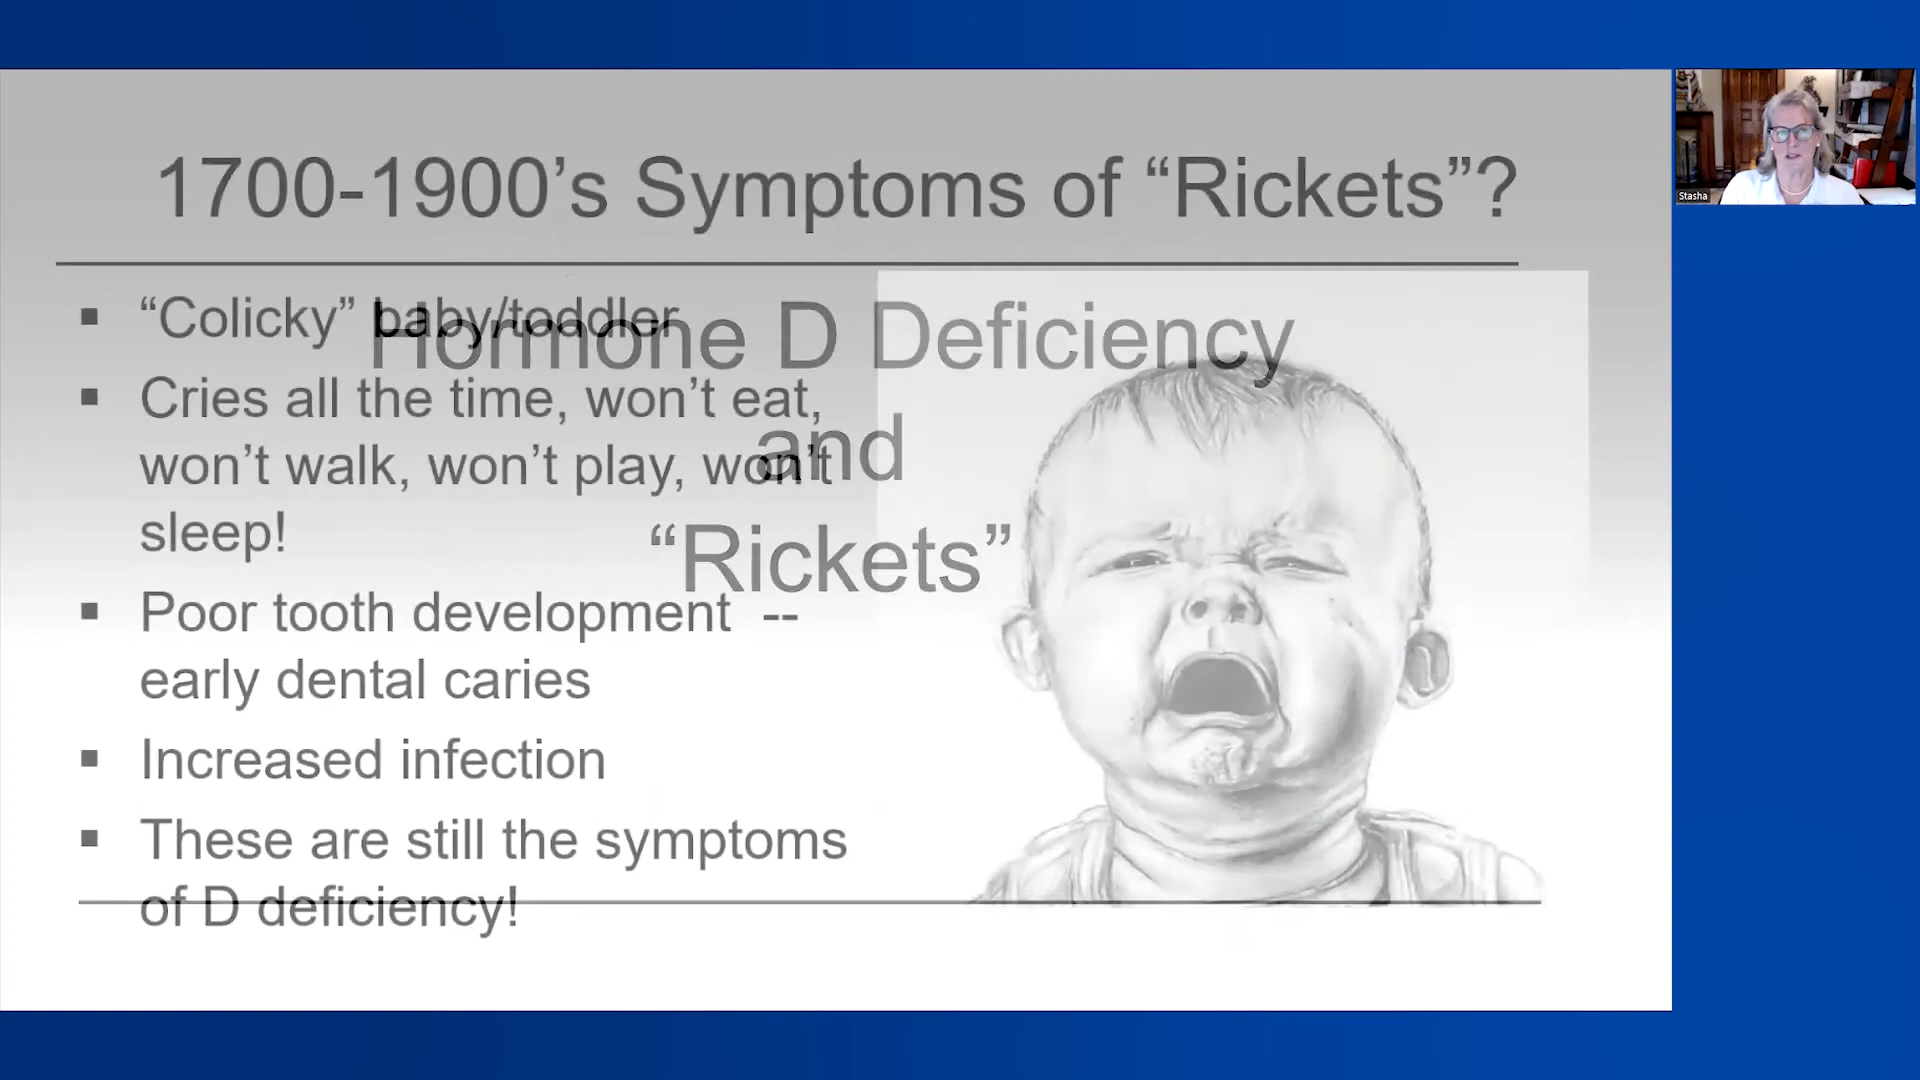 1700-1900’s Symptoms of “Rickets”?
▪ “Colicky” baby/toddler
▪ Cries all the time, won’t eat,
won’t walk, won’t play, won’t
sleep!
▪ Poor tooth development --
early dental caries
▪ Increased infection
▪ These are still the symptoms
of D deficiency!
Hormone D Deficiency
and
“Rickets”
Stasha